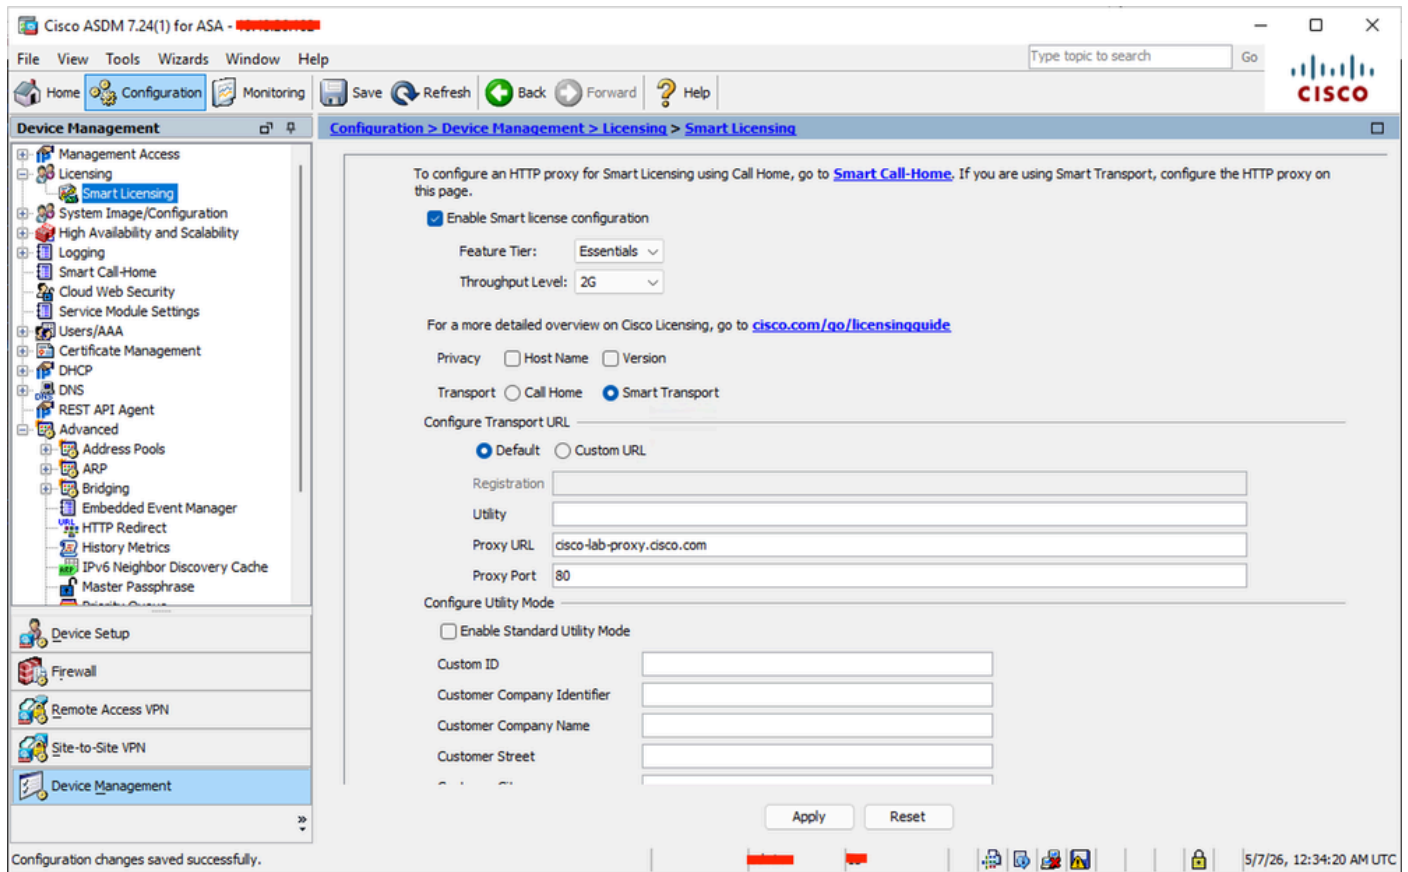 Cisco ASDM 7.24(1) for ASA -
File View Tools Wizards Window Help
Type topic to search Go
Home Configuration Monitoring Save Refresh Back Forward Help
CISCO
Device Management
Configuration > Device Management > Licensing > Smart Licensing
Management Access
Licensing
Smart Licensing
System Image/Configuration
High Availability and Scalability
Logging
Smart Call-Home
Cloud Web Security
Service Module Settings
Users/AAA
Certificate Management
DHCP
DNS
REST API Agent
Advanced
Address Pools
ARP
Bridging
Embedded Event Manager
HTTP Redirect
History Metrics
IPv6 Neighbor Discovery Cache
Master Passphrase
Priority Queue
Device Setup
Firewall
Remote Access VPN
Site-to-Site VPN
Device Management
To configure an HTTP proxy for Smart Licensing using Call Home, go to Smart Call-Home. If you are using Smart Transport, configure the HTTP proxy on
this page.
Enable Smart license configuration
Feature Tier: Essentials
Throughput Level: 2G
For a more detailed overview on Cisco Licensing, go to cisco.com/go/licensingguide
Privacy Host Name Version
Transport Call Home Smart Transport
Configure Transport URL
Default Custom URL
Registration
Utility
Proxy URL cisco-lab-proxy.cisco.com
Proxy Port 80
Configure Utility Mode
Enable Standard Utility Mode
Custom ID
Customer Company Identifier
Customer Company Name
Customer Street
Apply Reset
Configuration changes saved successfully.
5/7/26, 12:34:20 AM UTC